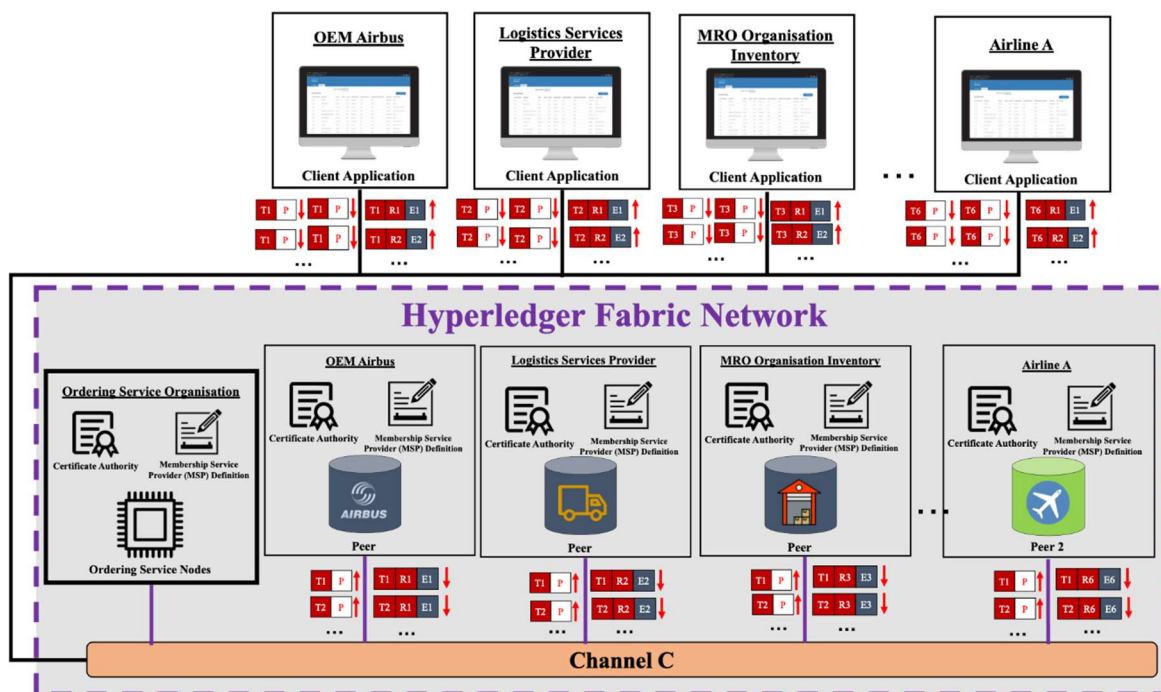 OEM Airbus
Client Application
Logistics Services
Provider
Client Application
MRO Organisation
Inventory
Client Application
...
Airline A
Client Application
T1 P T1 P T1 R1 E1
T1 P T1 P T1 R2 E2
... ...
T2 P T2 P T2 R1 E1
T2 P T2 P T2 R2 E2
... ...
T3 P T3 P T3 R1 E1
T3 P T3 P T3 R2 E2
... ...
T6 P T6 P T6 R1 E1
T6 P T6 P T6 R2 E2
... ...
Hyperledger Fabric Network
Ordering Service Organisation
Certificate Authority
Membership Service
Provider (MSP) Definition
Ordering Service Nodes
OEM Airbus
Certificate Authority
Membership Service
Provider (MSP) Definition
AIRBUS
Peer
Logistics Services Provider
Certificate Authority
Membership Service
Provider (MSP) Definition
Peer
MRO Organisation Inventory
Certificate Authority
Membership Service
Provider (MSP) Definition
Peer
...
Airline A
Certificate Authority
Membership Service
Provider (MSP) Definition
Peer 2
T1 P T1 R1 E1
T2 P T2 R1 E1
... ...
T1 P T1 R2 E2
T2 P T2 R2 E2
... ...
T1 P T1 R3 E3
T2 P T2 R3 E3
... ...
T1 P T1 R6 E6
T2 P T2 R6 E6
... ...
Channel C